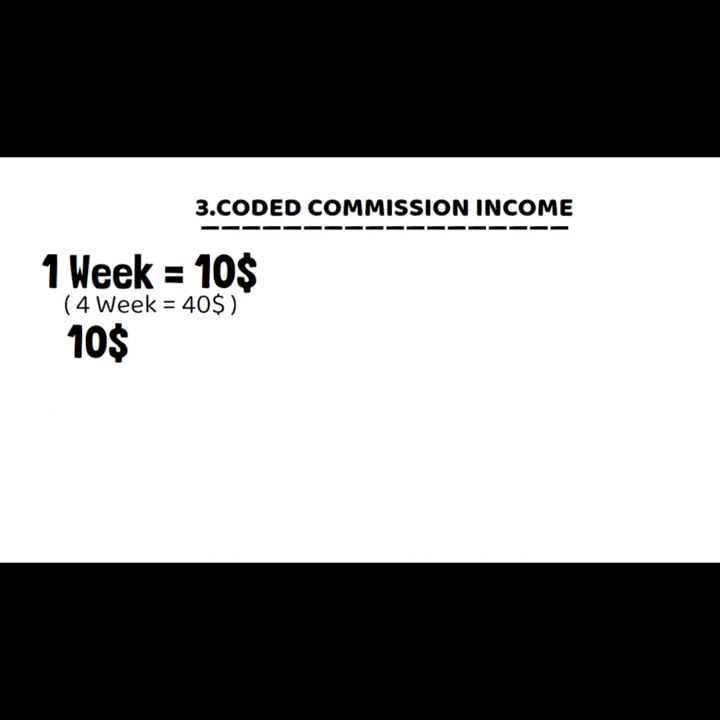 3.CODED COMMISSION INCOME
1 Week = 10$
( 4 Week = 40$ )
10$